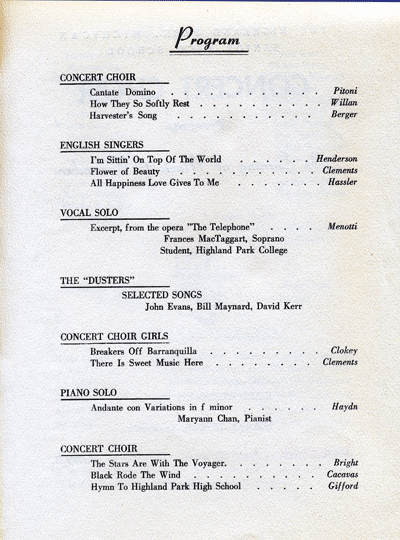 Program
CONCERT CHOIR
Cantate Domino . . . . . . . . . . . . Pitoni
How They So Softly Rest . . . . . . . . . Willan
Harvester's Song . . . . . . . . . . . Berger
ENGLISH SINGERS
I'm Sittin' On Top Of The World . . . . . Henderson
Flower of Beauty . . . . . . . . . . . Clements
All Happiness Love Gives To Me . . . . . . Hassler
VOCAL SOLO
Excerpt, from the opera "The Telephone" . . . . Menotti
Frances MacTaggart, Soprano
Student, Highland Park College
THE "DUSTERS"
SELECTED SONGS
John Evans, Bill Maynard, David Kerr
CONCERT CHOIR GIRLS
Breakers Off Barranquilla . . . . . . . . Clokey
There Is Sweet Music Here . . . . . . . . Clements
PIANO SOLO
Andante con Variations in f minor . . . . . . Haydn
Maryann Chan, Pianist
CONCERT CHOIR
The Stars Are With The Voyager. . . . . . . Bright
Black Rode The Wind . . . . . . . . . Cacavas
Hymn To Highland Park High School . . . . . Gifford